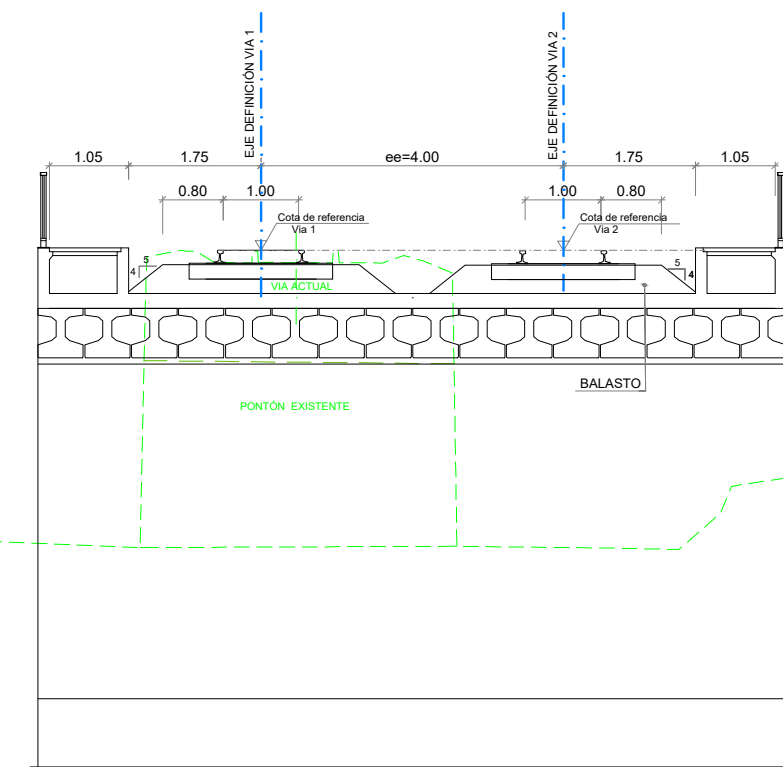 EJE DEFINICIÓN VIA 1
EJE DEFINICIÓN VIA 2
1.05
1.75
ee=4.00
1.75
1.05
0.80
1.00
1.00
0.80
Cota de referencia
Via 1
Cota de referencia
Via 2
5
4
5
4
VIA ACTUAL
BALASTO
PONTÓN EXISTENTE